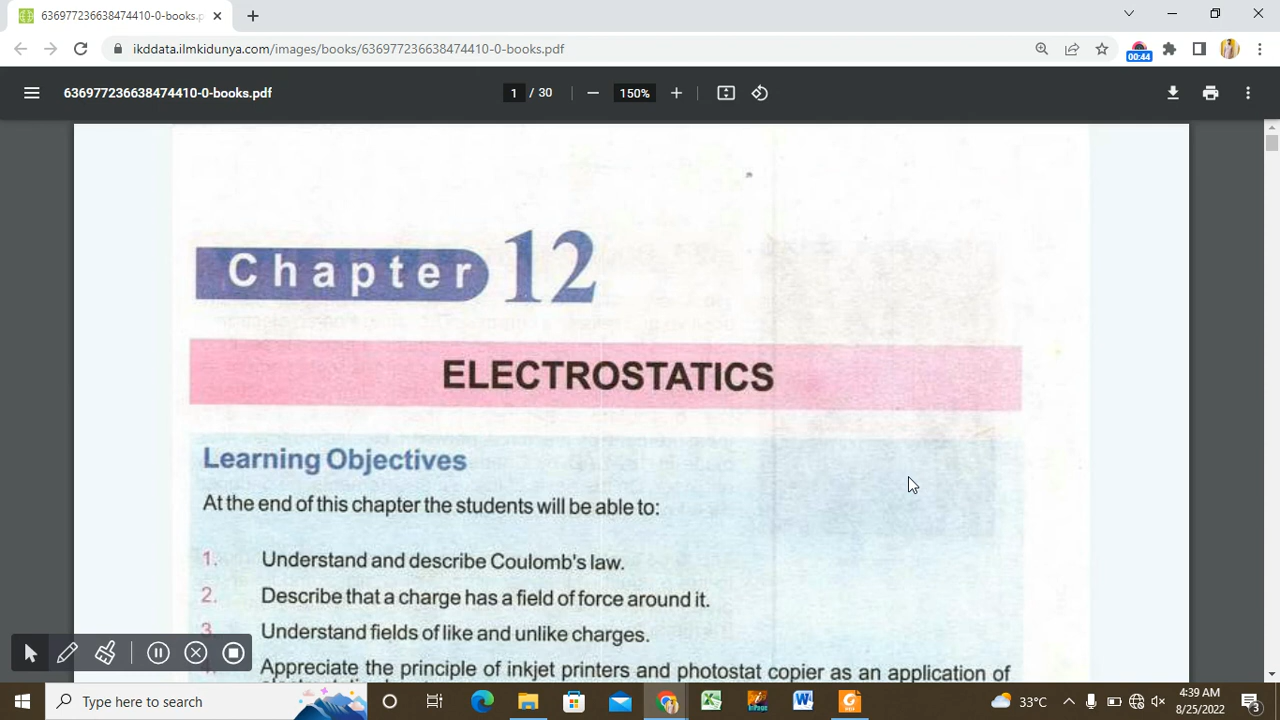 636977236638474410-0-books.p
ikddata.ilmkidunya.com/images/books/636977236638474410-0-books.pdf
00:44
636977236638474410-0-books.pdf
1 / 30
150%
Chapter 12
ELECTROSTATICS
Learning Objectives
At the end of this chapter the students will be able to:
1. Understand and describe Coulomb's law.
2. Describe that a charge has a field of force around it.
3. Understand fields of like and unlike charges.
Appreciate the principle of inkjet printers and photostat copier as an application of
Type here to search
33°C
4:39 AM
8/25/2022
3